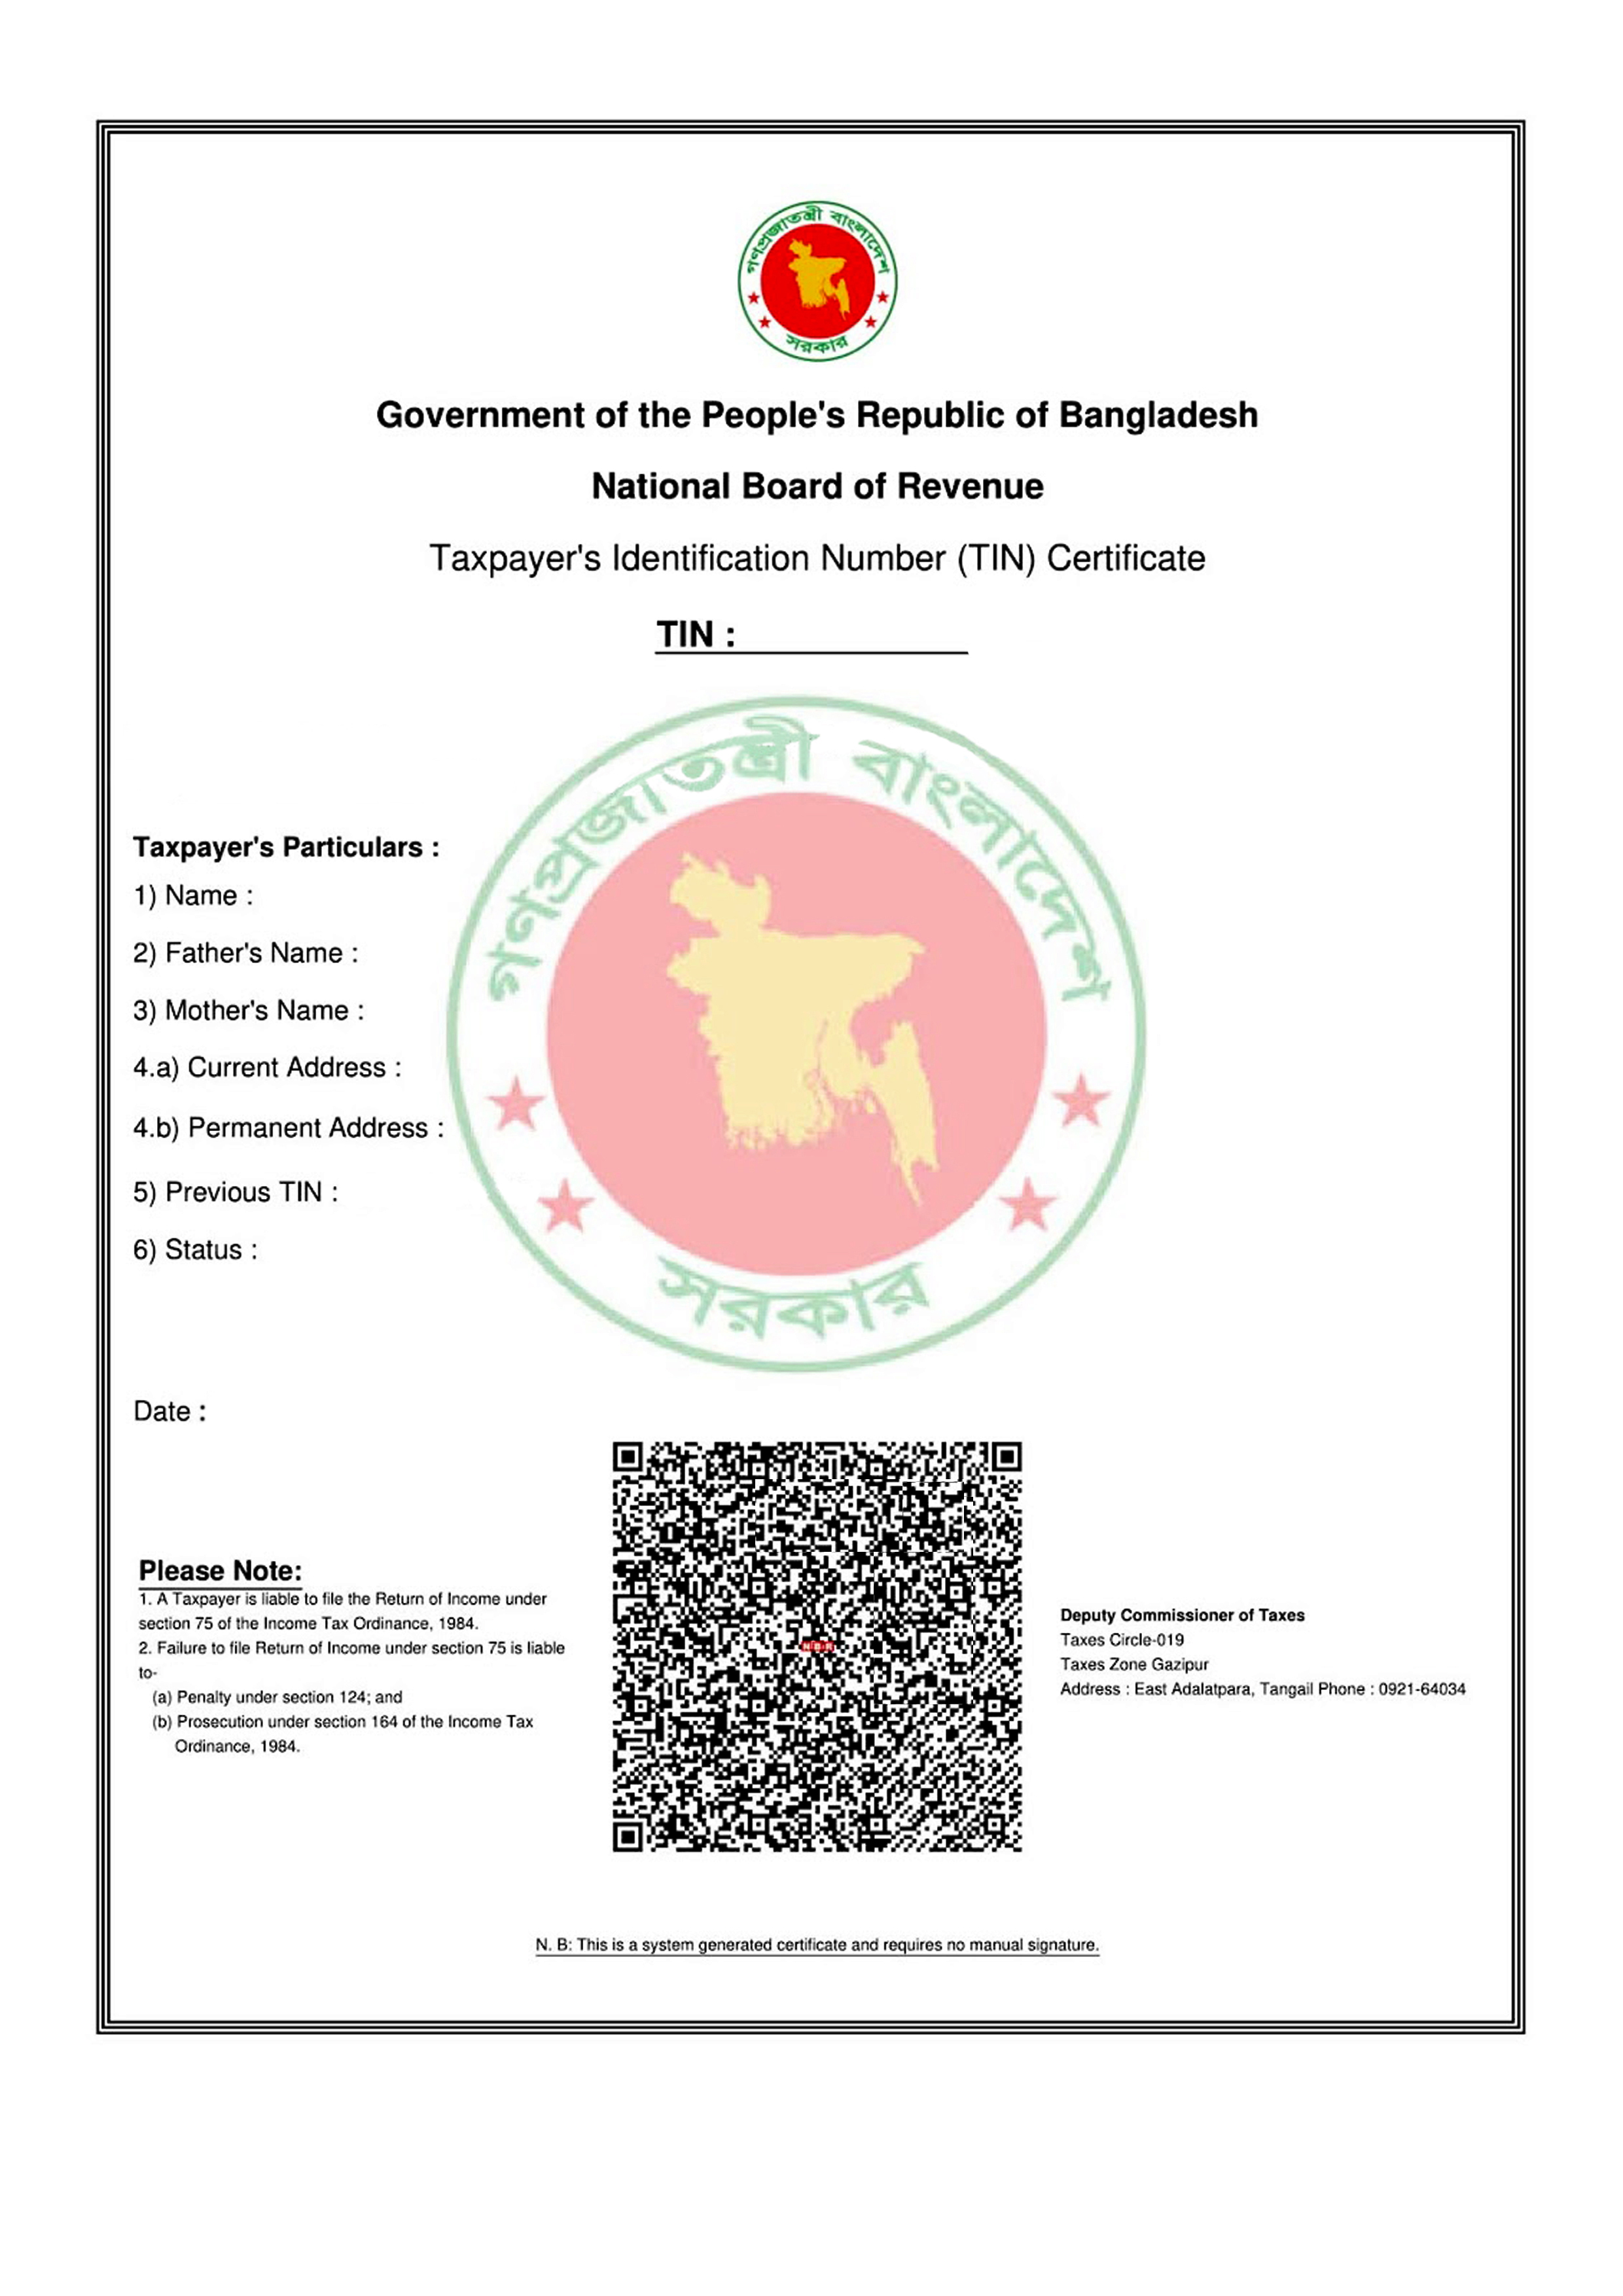 গণপ্রজাতন্ত্রী বাংলাদেশ
সরকার
Government of the People's Republic of Bangladesh
National Board of Revenue
Taxpayer's Identification Number (TIN) Certificate
TIN :
গণপ্রজাতন্ত্রী বাংলাদেশ
সরকার
Taxpayer's Particulars :
1) Name :
2) Father's Name :
3) Mother's Name :
4.a) Current Address :
4.b) Permanent Address :
5) Previous TIN :
6) Status :
Date :
Please Note:
1. A Taxpayer is liable to file the Return of Income under
section 75 of the Income Tax Ordinance, 1984.
2. Failure to file Return of Income under section 75 is liable
to-
(a) Penalty under section 124; and
(b) Prosecution under section 164 of the Income Tax
Ordinance, 1984.
NBR
Deputy Commissioner of Taxes
Taxes Circle-019
Taxes Zone Gazipur
Address : East Adalatpara, Tangail Phone : 0921-64034
N. B: This is a system generated certificate and requires no manual signature.